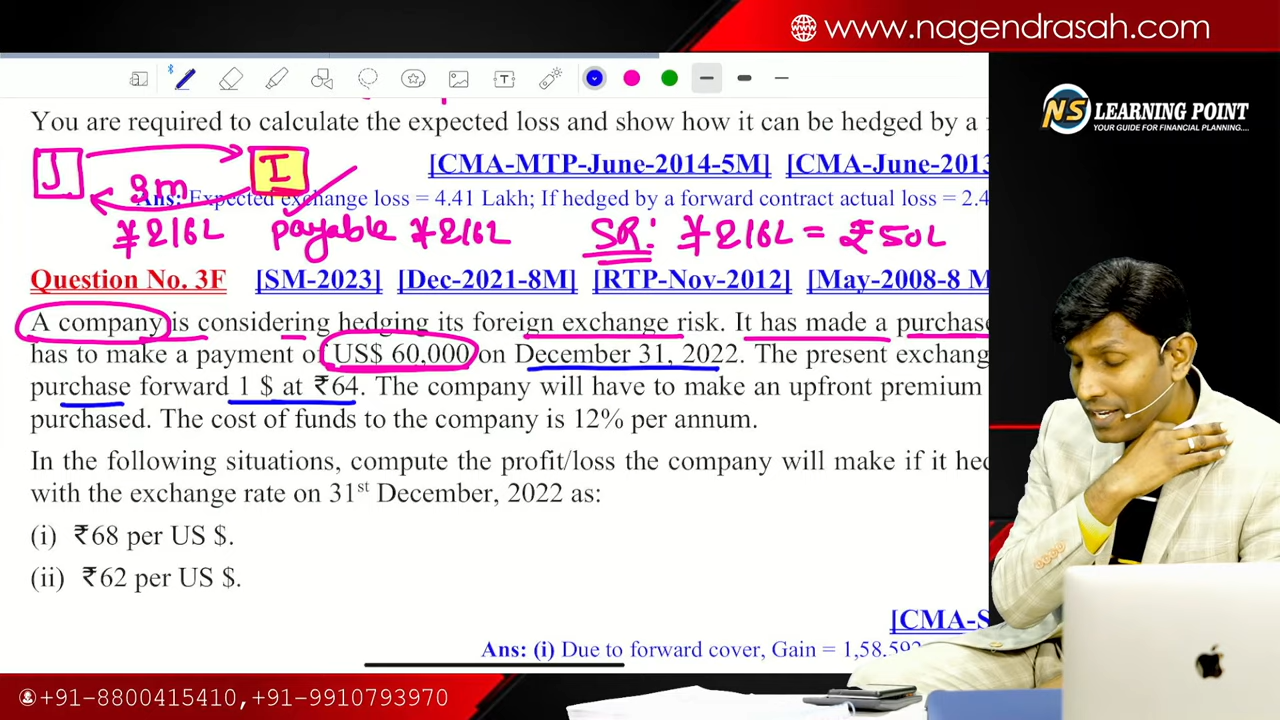 www.nagendrasah.com
NS LEARNING POINT
YOUR GUIDE FOR FINANCIAL PLANNING....
You are required to calculate the expected loss and show how it can be hedged by a
J I
3m
[CMA-MTP-June-2014-5M] [CMA-June-2013
Ans: Expected exchange loss = 4.41 Lakh; If hedged by a forward contract actual loss = 2.4
¥216L payable ¥216L SR: ¥216L = ₹50L
Question No. 3F [SM-2023] [Dec-2021-8M] [RTP-Nov-2012] [May-2008-8 M
A company is considering hedging its foreign exchange risk. It has made a purchase
has to make a payment of US$ 60,000 on December 31, 2022. The present exchang
purchase forward 1 $ at ₹64. The company will have to make an upfront premium
purchased. The cost of funds to the company is 12% per annum.
In the following situations, compute the profit/loss the company will make if it hed
with the exchange rate on 31st December, 2022 as:
(i) ₹68 per US $.
(ii) ₹62 per US $.
[CMA-S
Ans: (i) Due to forward cover, Gain = 1,58,592
+91-8800415410,+91-9910793970